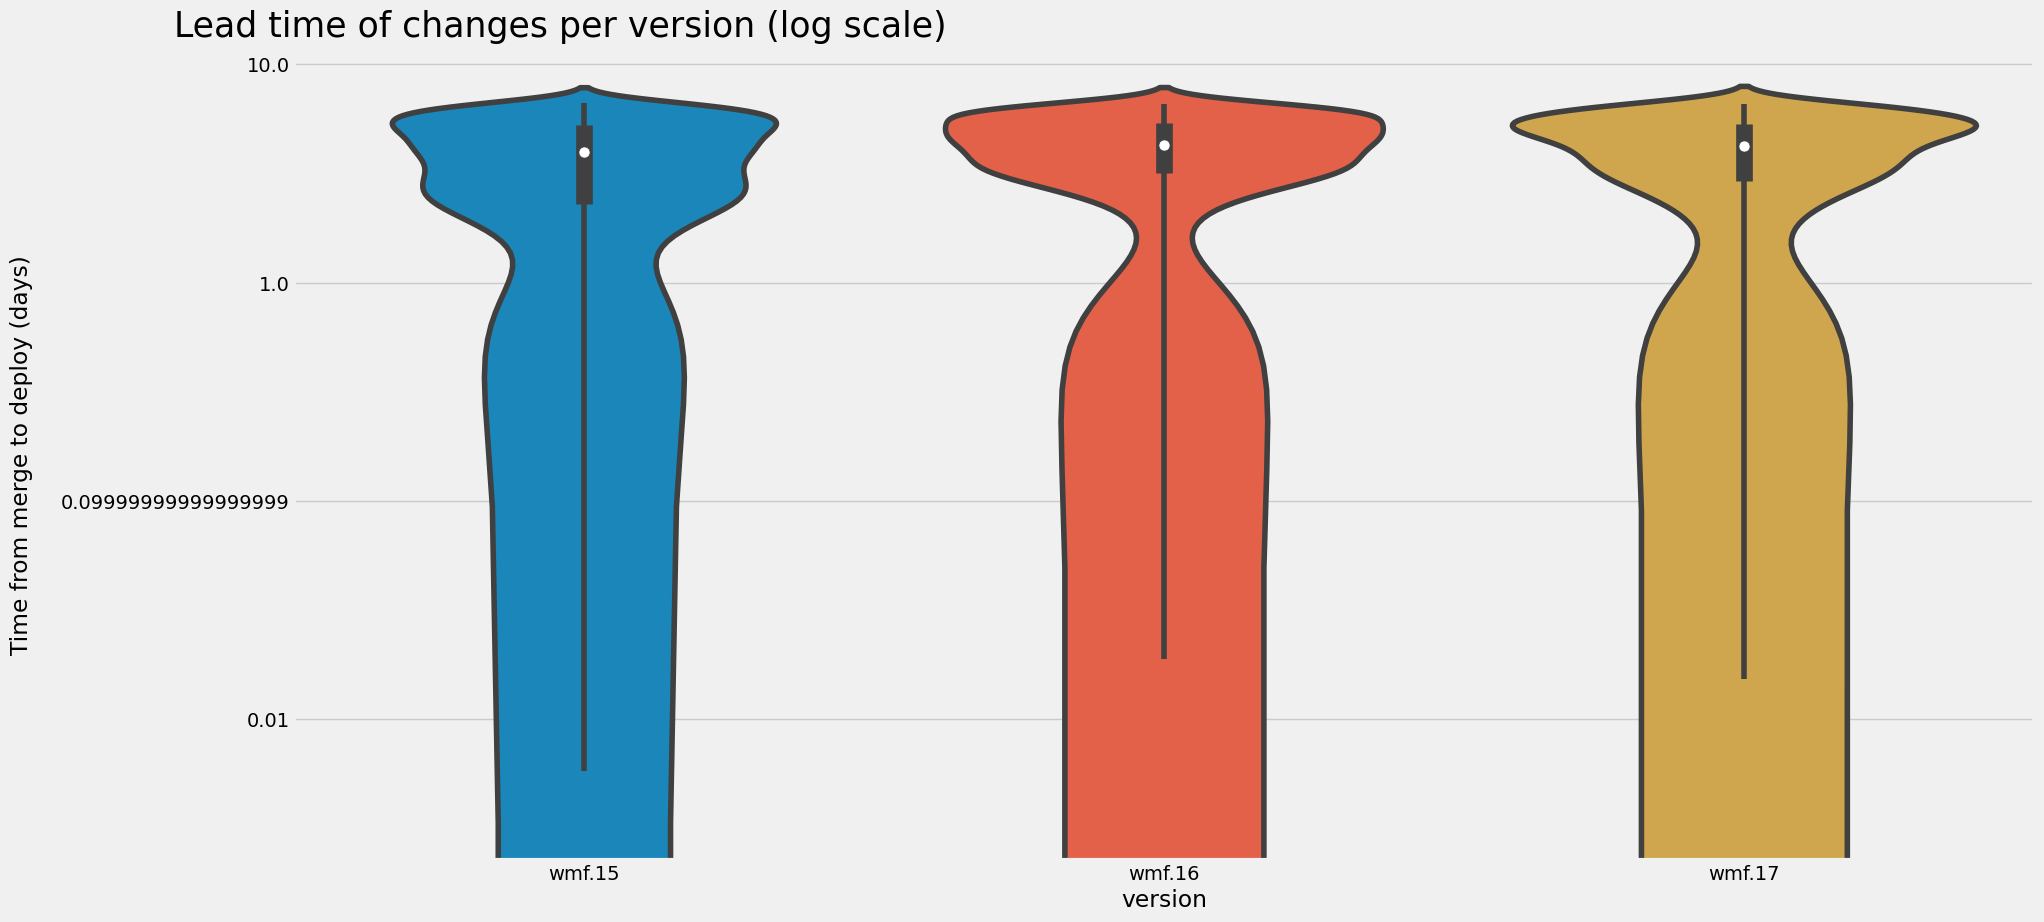 Lead time of changes per version (log scale)
Time from merge to deploy (days)
10.0
1.0
0.09999999999999999
0.01
wmf.15
wmf.16
wmf.17
version